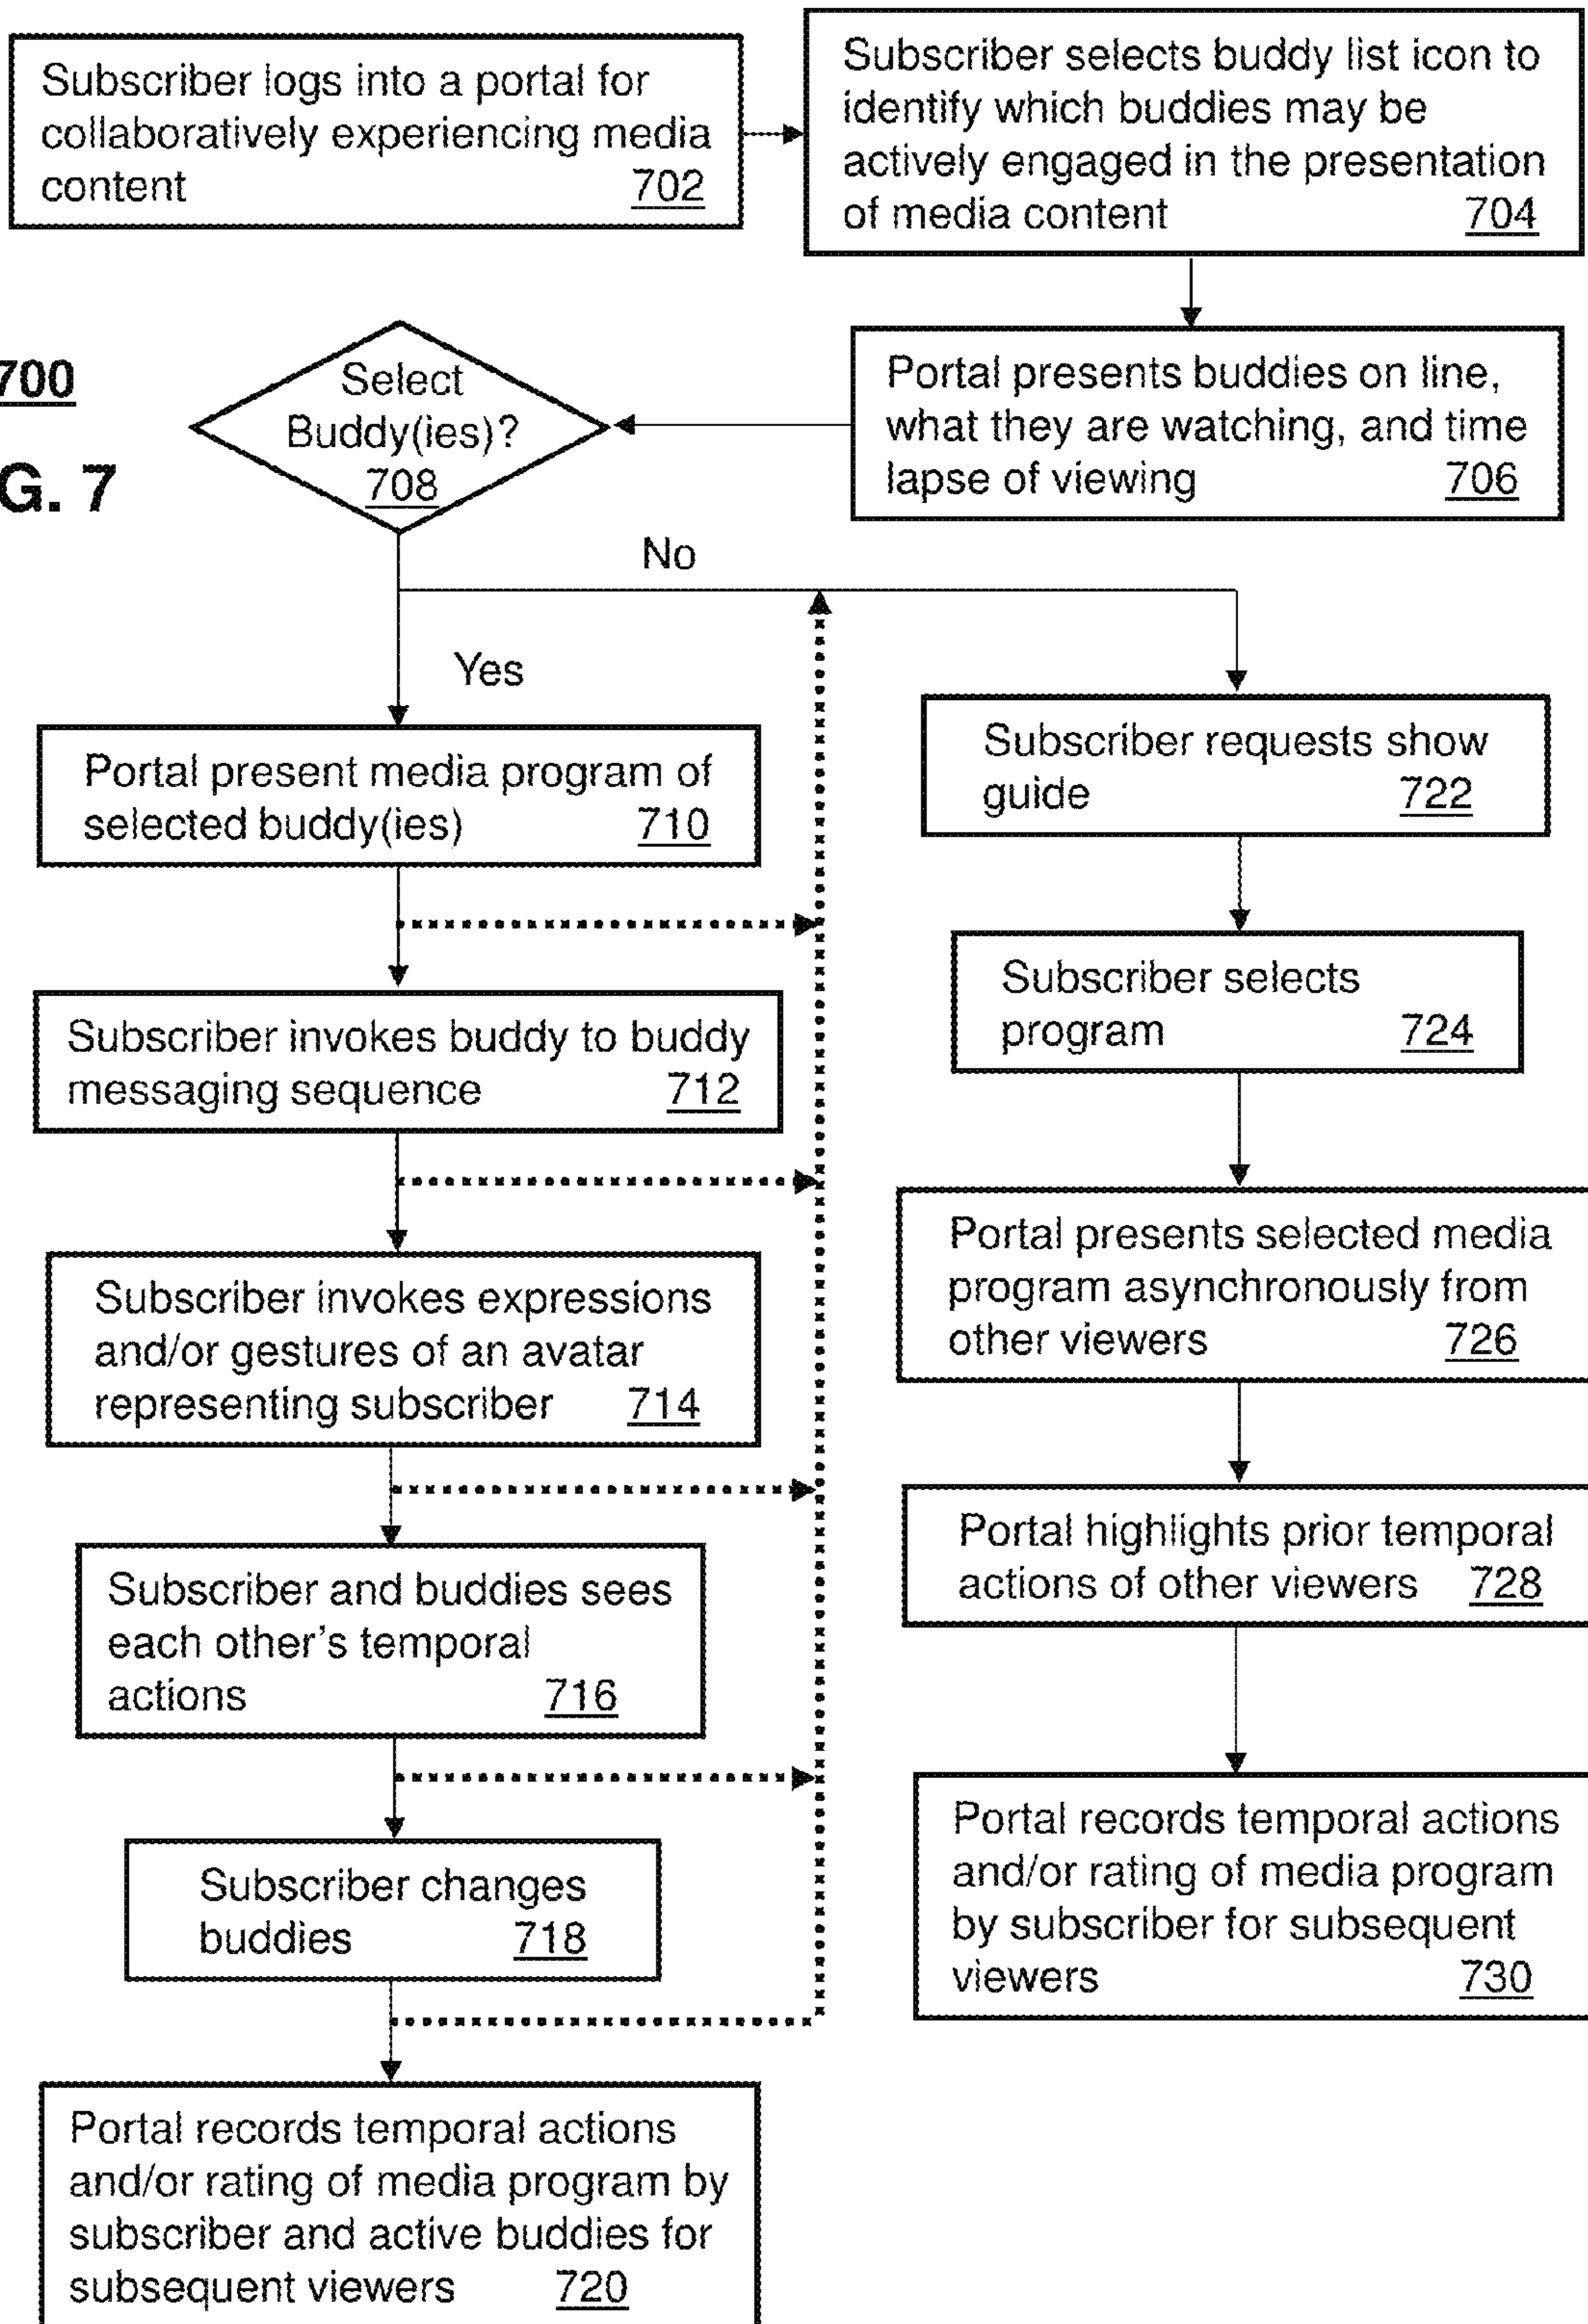 Subscriber logs into a portal for
collaboratively experiencing media
content 702
Subscriber selects buddy list icon to
identify which buddies may be
actively engaged in the presentation
of media content 704
700
G. 7
Select
Buddy(ies)?
708
Portal presents buddies on line,
what they are watching, and time
lapse of viewing 706
No
Yes
Portal present media program of
selected buddy(ies) 710
Subscriber invokes buddy to buddy
messaging sequence 712
Subscriber invokes expressions
and/or gestures of an avatar
representing subscriber 714
Subscriber and buddies sees
each other's temporal
actions 716
Subscriber changes
buddies 718
Portal records temporal actions
and/or rating of media program by
subscriber and active buddies for
subsequent viewers 720
Subscriber requests show
guide 722
Subscriber selects
program 724
Portal presents selected media
program asynchronously from
other viewers 726
Portal highlights prior temporal
actions of other viewers 728
Portal records temporal actions
and/or rating of media program
by subscriber for subsequent
viewers 730